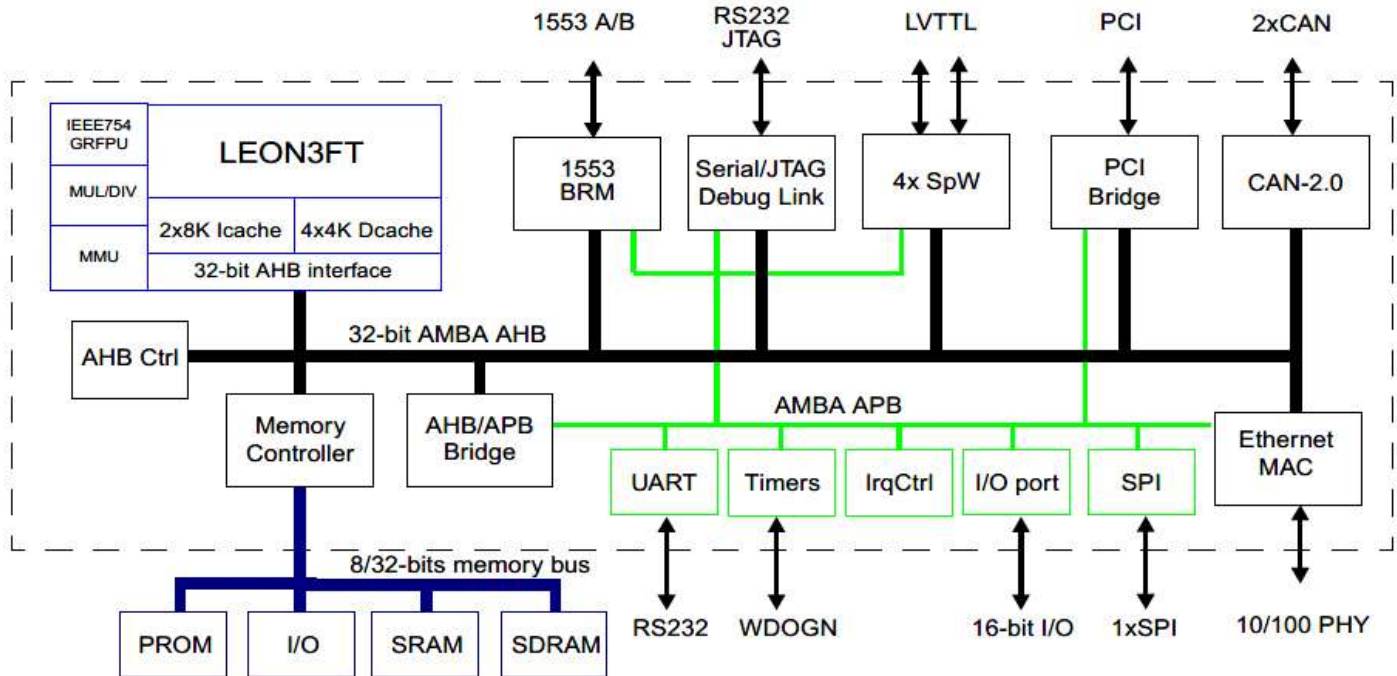 1553 A/B
RS232
JTAG
LVTTL
PCI
2xCAN
IEEE754
GRFPU
LEON3FT
MUL/DIV
MMU
2x8K Icache
4x4K Dcache
32-bit AHB interface
1553
BRM
Serial/JTAG
Debug Link
4x SpW
PCI
Bridge
CAN-2.0
AHB Ctrl
32-bit AMBA AHB
Memory
Controller
AHB/APB
Bridge
AMBA APB
Ethernet
MAC
UART
Timers
IrqCtrl
I/O port
SPI
8/32-bits memory bus
PROM
I/O
SRAM
SDRAM
RS232
WDOGN
16-bit I/O
1xSPI
10/100 PHY